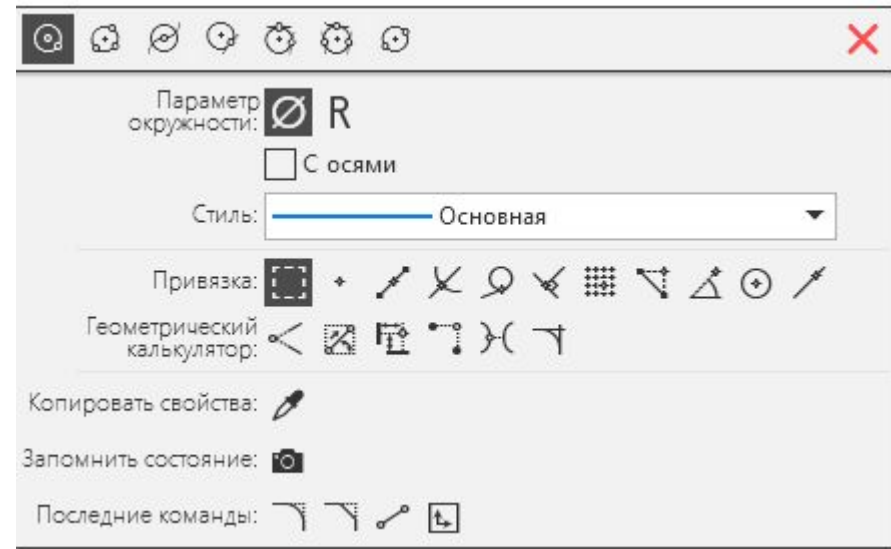 Параметр
окружности: R
С осями
Стиль: Основная
Привязка:
Геометрический
калькулятор:
Копировать свойства:
Запомнить состояние:
Последние команды: